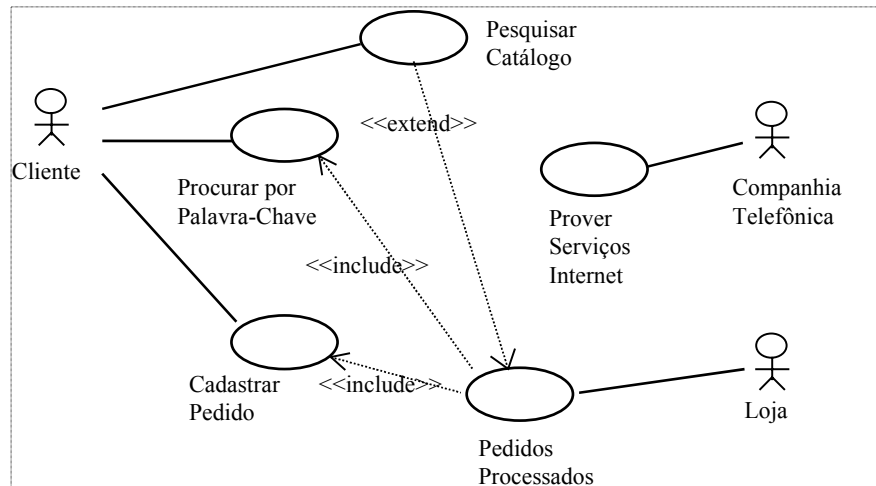 Pesquisar
Catálogo
<<extend>>
Cliente
Procurar por
Palavra-Chave
Companhia
Telefônica
Prover
Serviços
Internet
<<include>>
Cadastrar
Pedido
<<include>>
Loja
Pedidos
Processados